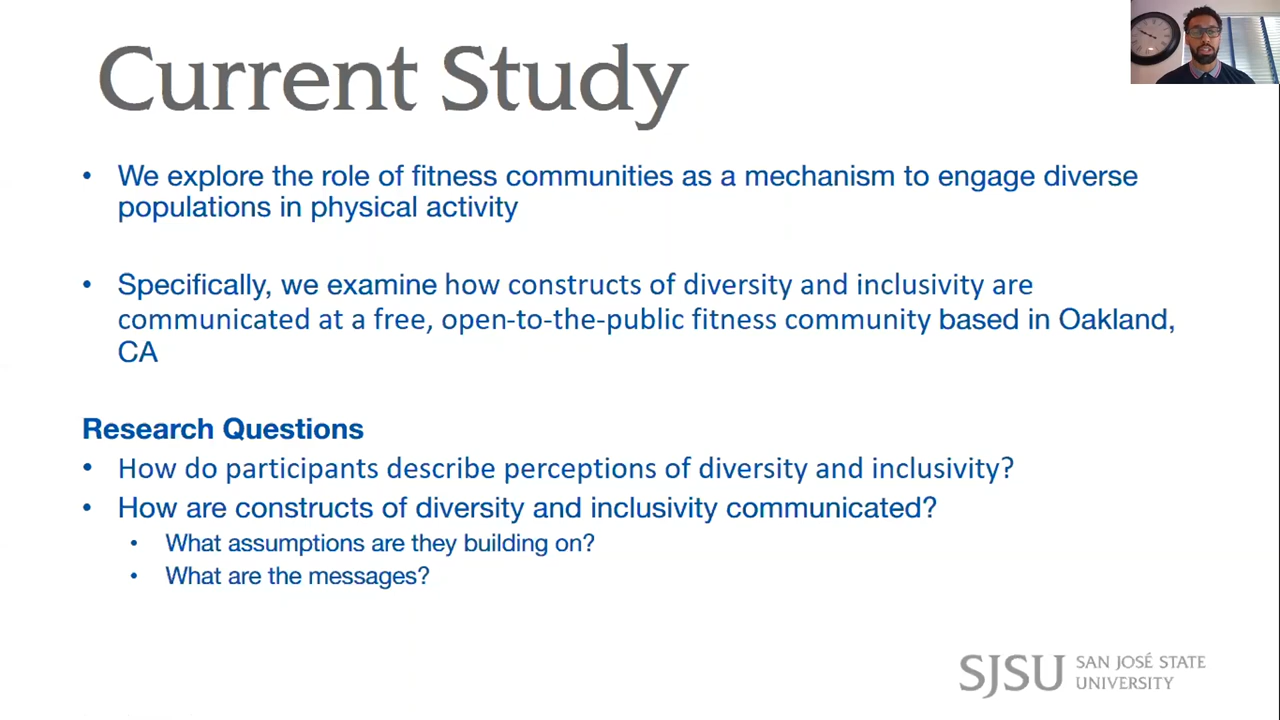 Current Study
• We explore the role of fitness communities as a mechanism to engage diverse
populations in physical activity
• Specifically, we examine how constructs of diversity and inclusivity are
communicated at a free, open-to-the-public fitness community based in Oakland,
CA
Research Questions
• How do participants describe perceptions of diversity and inclusivity?
• How are constructs of diversity and inclusivity communicated?
• What assumptions are they building on?
• What are the messages?
SJSU SAN JOSÉ STATE
UNIVERSITY